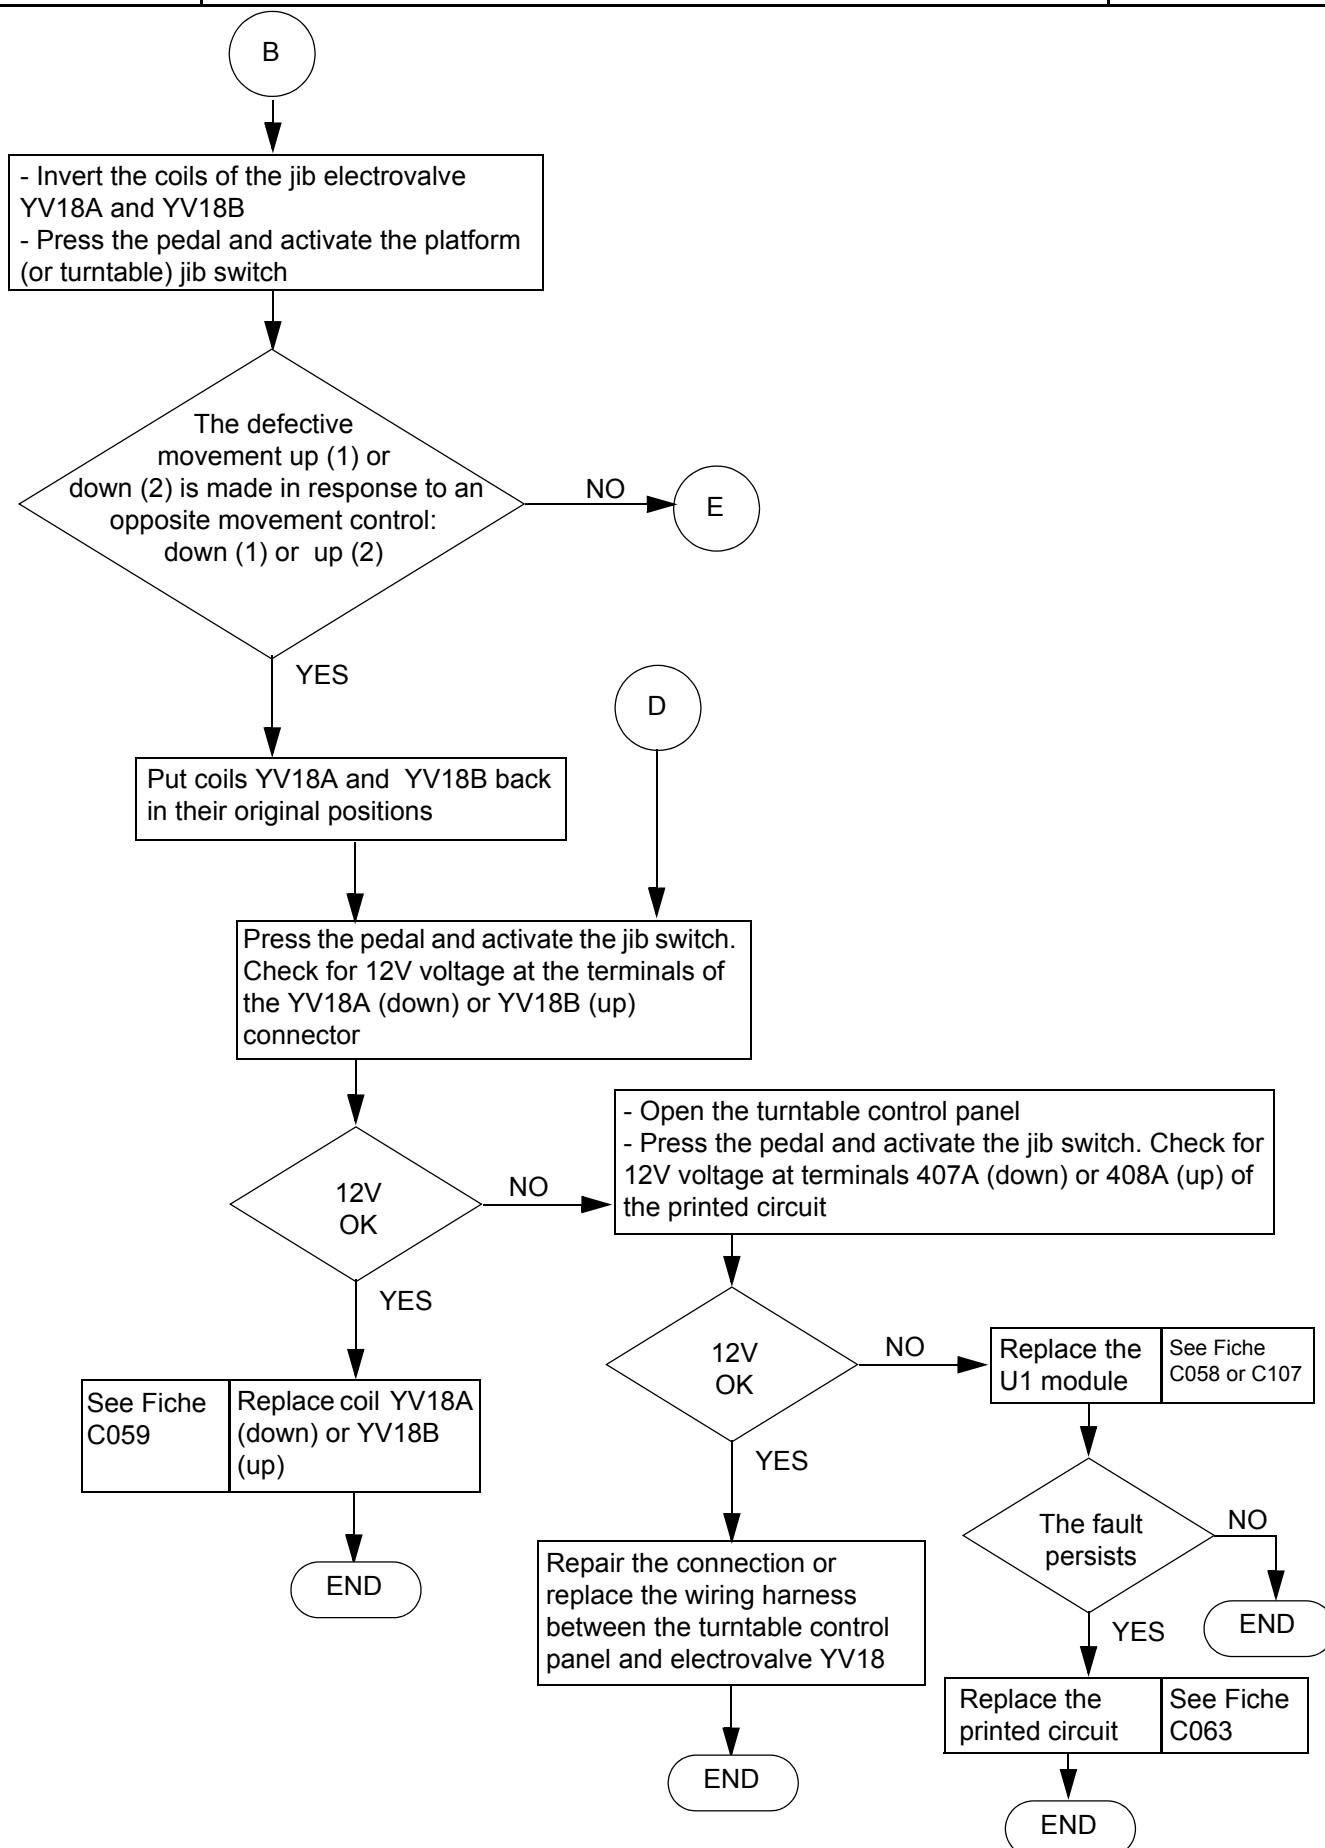 B
- Invert the coils of the jib electrovalve
YV18A and YV18B
- Press the pedal and activate the platform
(or turntable) jib switch
The defective
movement up (1) or
down (2) is made in response to an
opposite movement control:
down (1) or up (2)
NO
E
YES
D
Put coils YV18A and YV18B back
in their original positions
Press the pedal and activate the jib switch.
Check for 12V voltage at the terminals of
the YV18A (down) or YV18B (up)
connector
- Open the turntable control panel
- Press the pedal and activate the jib switch. Check for
12V voltage at terminals 407A (down) or 408A (up) of
the printed circuit
12V
OK
NO
YES
12V
OK
NO
Replace the
U1 module
See Fiche
C058 or C107
See Fiche
C059
Replace coil YV18A
(down) or YV18B
(up)
YES
The fault
persists
NO
END
Repair the connection or
replace the wiring harness
between the turntable control
panel and electrovalve YV18
END
YES
Replace the
printed circuit
See Fiche
C063
END
END